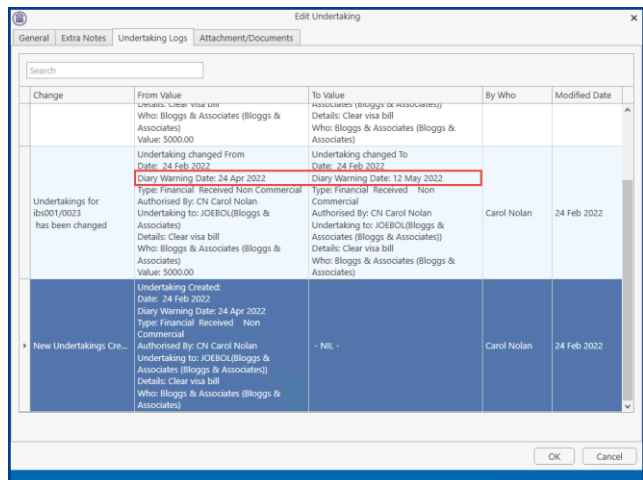 Edit Undertaking
General Extra Notes Undertaking Logs Attachment/Documents
Search
Change From Value To Value By Who Modified Date
Details: Clear visa bill
Who: Bloggs & Associates (Bloggs &
Associates)
Value: 5000.00
Associates (Bloggs & Associates))
Details: Clear visa bill
Who: Bloggs & Associates (Bloggs &
Associates)
Undertakings for
ibs001/0023
has been changed
Undertaking changed From
Date: 24 Feb 2022
Diary Warning Date: 24 Apr 2022
Type: Financial Received Non Commercial
Authorised By: CN Carol Nolan
Undertaking to: JOEBOL(Bloggs &
Associates)
Details: Clear visa bill
Who: Bloggs & Associates (Bloggs &
Associates)
Value: 5000.00
Undertaking changed To
Date: 24 Feb 2022
Diary Warning Date: 12 May 2022
Type: Financial Received Non
Commercial
Authorised By: CN Carol Nolan
Undertaking to: JOEBOL(Bloggs &
Associates (Bloggs & Associates))
Details: Clear visa bill
Who: Bloggs & Associates (Bloggs &
Associates)
Carol Nolan
24 Feb 2022
New Undertakings Cre...
Undertaking Created:
Date: 24 Feb 2022
Diary Warning Date: 24 Apr 2022
Type: Financial Received Non
Commercial
Authorised By: CN Carol Nolan
Undertaking to: JOEBOL(Bloggs &
Associates (Bloggs & Associates))
Details: Clear visa bill
Who: Bloggs & Associates (Bloggs &
Associates)
- NIL -
Carol Nolan
24 Feb 2022
OK Cancel